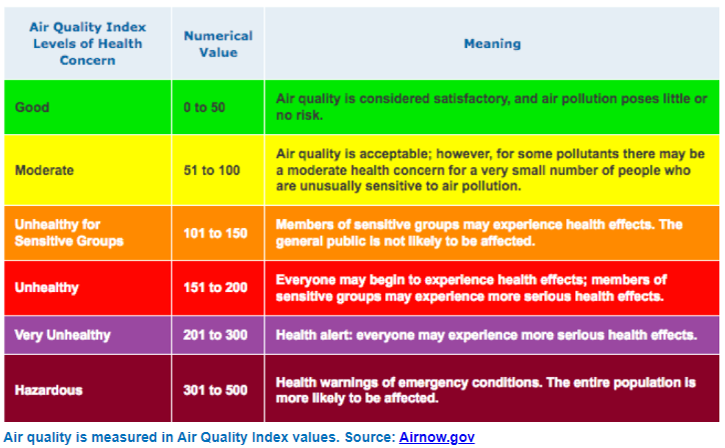 Air Quality Index
Levels of Health
Concern
Numerical
Value
Meaning
Good
0 to 50
Air quality is considered satisfactory, and air pollution poses little or
no risk.
Moderate
51 to 100
Air quality is acceptable; however, for some pollutants there may be
a moderate health concern for a very small number of people who
are unusually sensitive to air pollution.
Unhealthy for
Sensitive Groups
101 to 150
Members of sensitive groups may experience health effects. The
general public is not likely to be affected.
Unhealthy
151 to 200
Everyone may begin to experience health effects; members of
sensitive groups may experience more serious health effects.
Very Unhealthy
201 to 300
Health alert: everyone may experience more serious health effects.
Hazardous
301 to 500
Health warnings of emergency conditions. The entire population is
more likely to be affected.
Air quality is measured in Air Quality Index values. Source: Airnow.gov